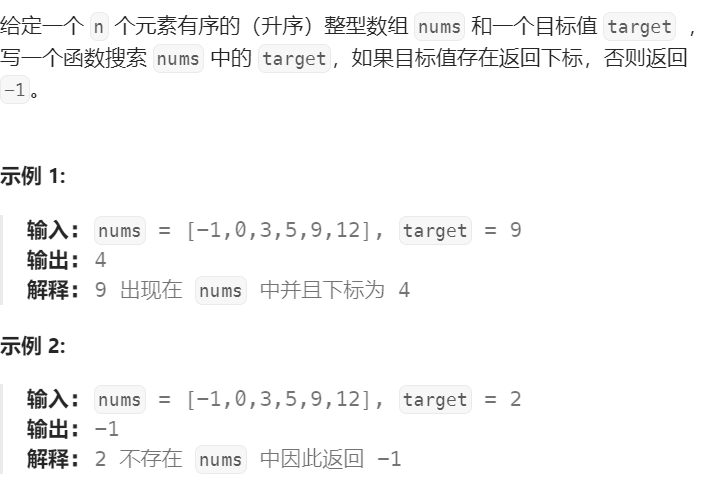 给定一个 n 个元素有序的（升序）整型数组 nums 和一个目标值 target ，
写一个函数搜索 nums 中的 target，如果目标值存在返回下标，否则返回
-1。
示例 1:
输入: nums = [-1,0,3,5,9,12], target = 9
输出: 4
解释: 9 出现在 nums 中并且下标为 4
示例 2:
输入: nums = [-1,0,3,5,9,12], target = 2
输出: -1
解释: 2 不存在 nums 中因此返回 -1